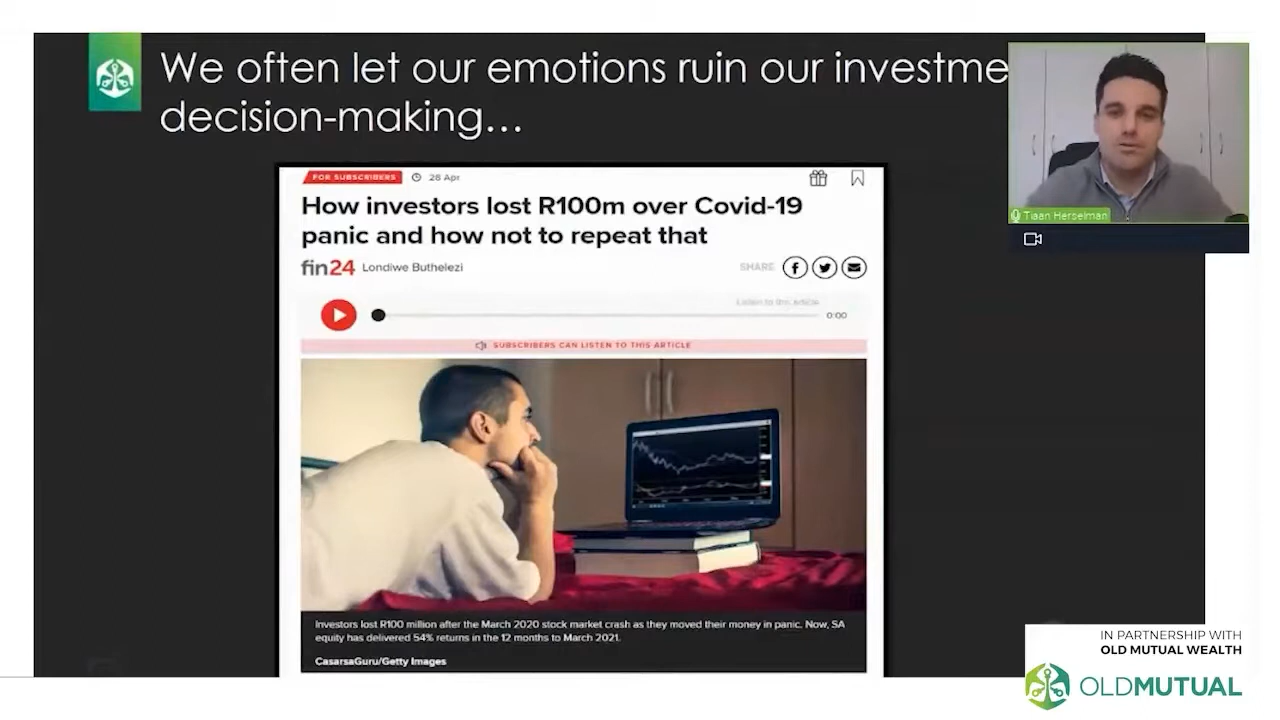 We often let our emotions ruin our investme
decision-making...
FOR SUBSCRIBERS 28 Apr
How investors lost R100m over Covid-19
panic and how not to repeat that
fin24 Londiwe Buthelezi
SHARE
Listen to this article
0:00
SUBSCRIBERS CAN LISTEN TO THIS ARTICLE
Investors lost R100 million after the March 2020 stock market crash as they moved their money in panic. Now, SA
equity has delivered 54% returns in the 12 months to March 2021.
CasarsaGuru/Getty Images
Tiaan Herselman
IN PARTNERSHIP WITH
OLD MUTUAL WEALTH
OLDMUTUAL